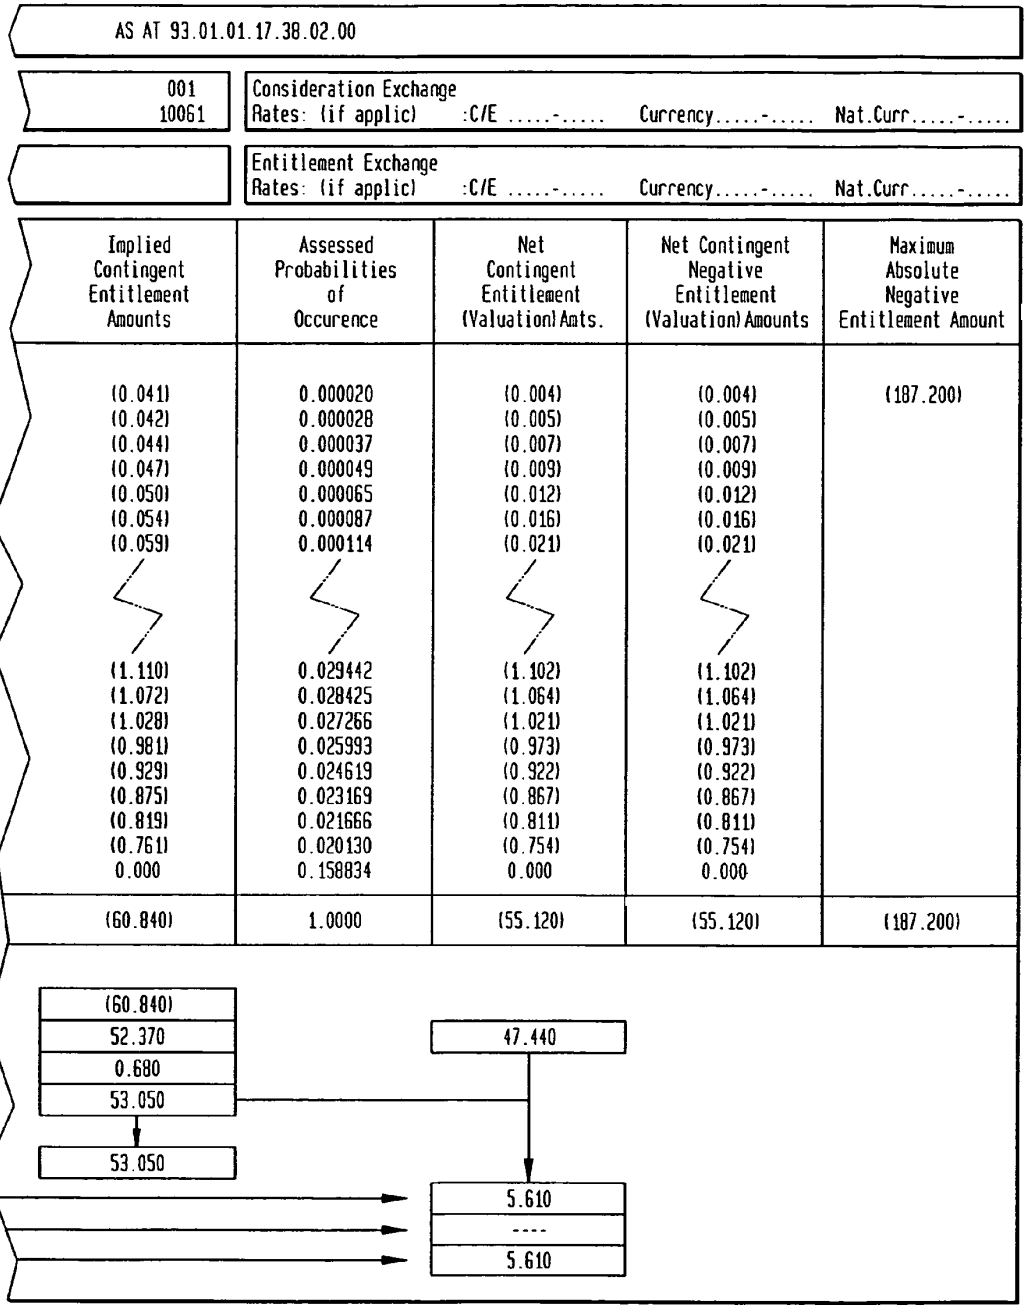 AS AT 93.01.01.17.38.02.00
001
10061
Consideration Exchange
Rates: (if applic) :C/E .....-..... Currency.....-..... Nat.Curr.....-.....
Entitlement Exchange
Rates: (if applic) :C/E .....-..... Currency.....-..... Nat.Curr.....-.....
Implied Contingent Entitlement Amounts
Assessed Probabilities of Occurence
Net Contingent Entitlement (Valuation) Amts.
Net Contingent Negative Entitlement (Valuation) Amounts
Maximum Absolute Negative Entitlement Amount
(0.041) 0.000020 (0.004) (0.004) (187.200)
(0.042) 0.000028 (0.005) (0.005)
(0.044) 0.000037 (0.007) (0.007)
(0.047) 0.000049 (0.009) (0.009)
(0.050) 0.000065 (0.012) (0.012)
(0.054) 0.000087 (0.016) (0.016)
(0.059) 0.000114 (0.021) (0.021)
(1.110) 0.029442 (1.102) (1.102)
(1.072) 0.028425 (1.064) (1.064)
(1.028) 0.027266 (1.021) (1.021)
(0.981) 0.025993 (0.973) (0.973)
(0.929) 0.024619 (0.922) (0.922)
(0.875) 0.023169 (0.867) (0.867)
(0.819) 0.021666 (0.811) (0.811)
(0.761) 0.020130 (0.754) (0.754)
0.000 0.158834 0.000 0.000
(60.840) 1.0000 (55.120) (55.120) (187.200)
(60.840)
52.370 47.440
0.680
53.050
53.050
5.610
----
5.610